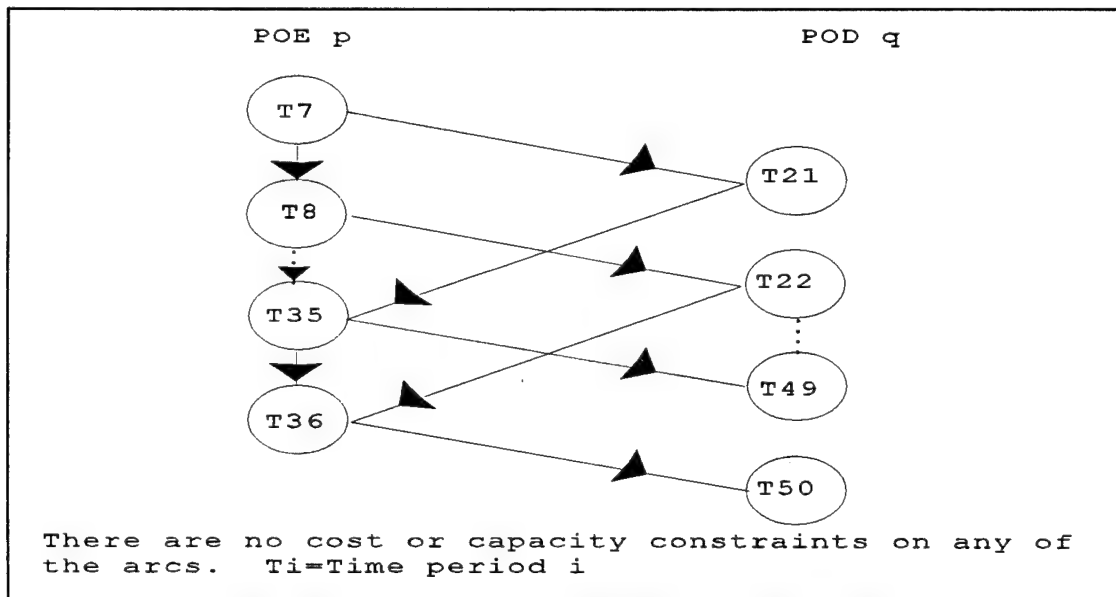 POE p POD q
T7
T21
T8
T22
T35
T49
T36
T50
There are no cost or capacity constraints on any of
the arcs. Ti=Time period i